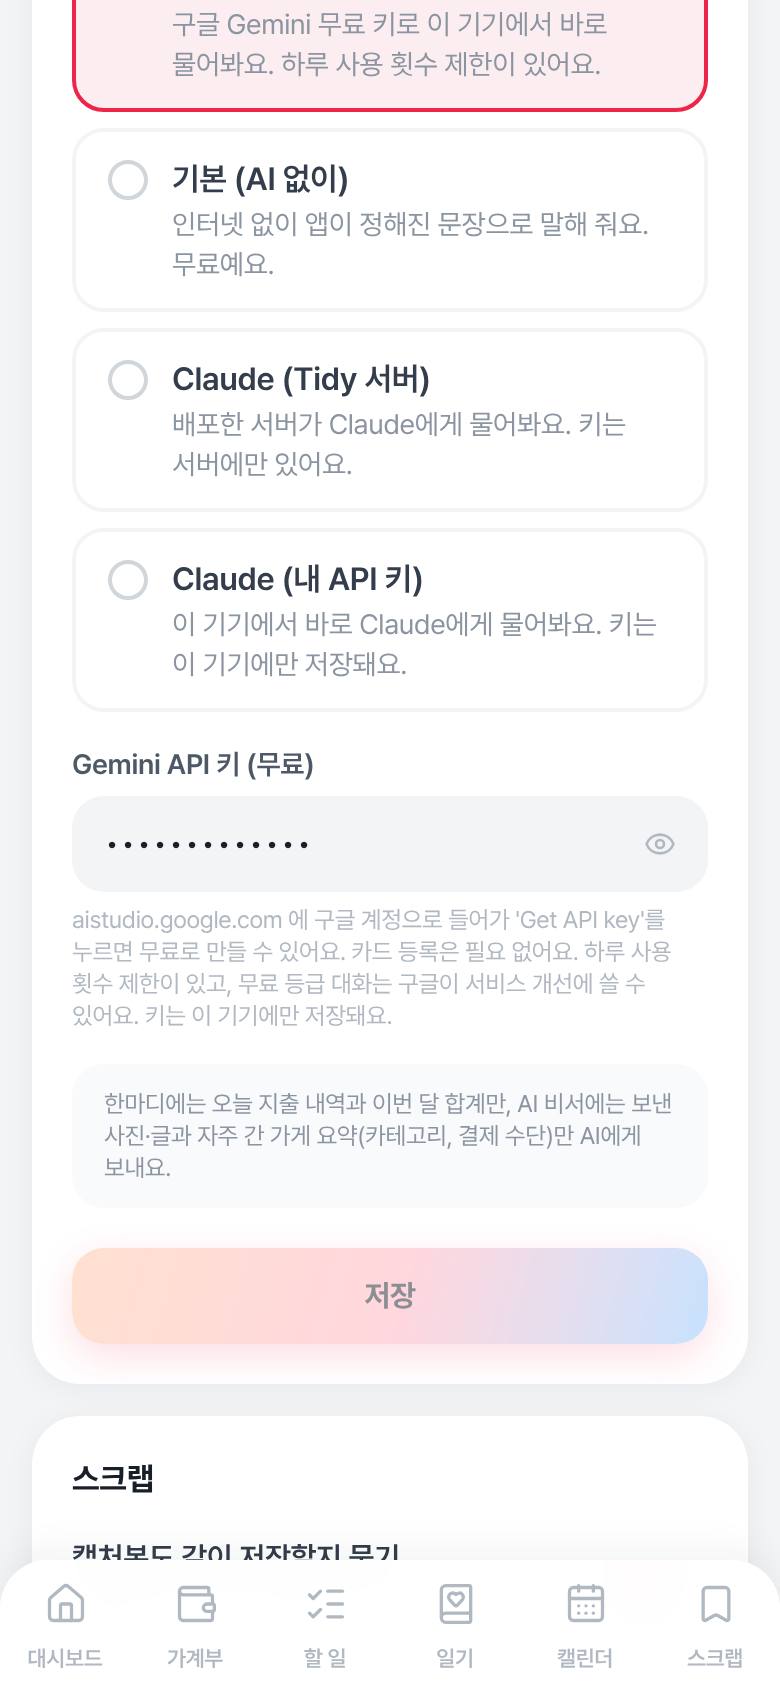 구글 Gemini 무료 키로 이 기기에서 바로
물어봐요. 하루 사용 횟수 제한이 있어요.
기본 (AI 없이)
인터넷 없이 앱이 정해진 문장으로 말해 줘요.
무료예요.
Claude (Tidy 서버)
배포한 서버가 Claude에게 물어봐요. 키는
서버에만 있어요.
Claude (내 API 키)
이 기기에서 바로 Claude에게 물어봐요. 키는
이 기기에만 저장돼요.
Gemini API 키 (무료)
•••••••••••••
aistudio.google.com 에 구글 계정으로 들어가 'Get API key'를
누르면 무료로 만들 수 있어요. 카드 등록은 필요 없어요. 하루 사용
횟수 제한이 있고, 무료 등급 대화는 구글이 서비스 개선에 쓸 수
있어요. 키는 이 기기에만 저장돼요.
한마디에는 오늘 지출 내역과 이번 달 합계만, AI 비서에는 보낸
사진·글과 자주 간 가게 요약(카테고리, 결제 수단)만 AI에게
보내요.
저장
스크랩
캡처본도 같이 저장할지 묻기
대시보드
가계부
할 일
일기
캘린더
스크랩